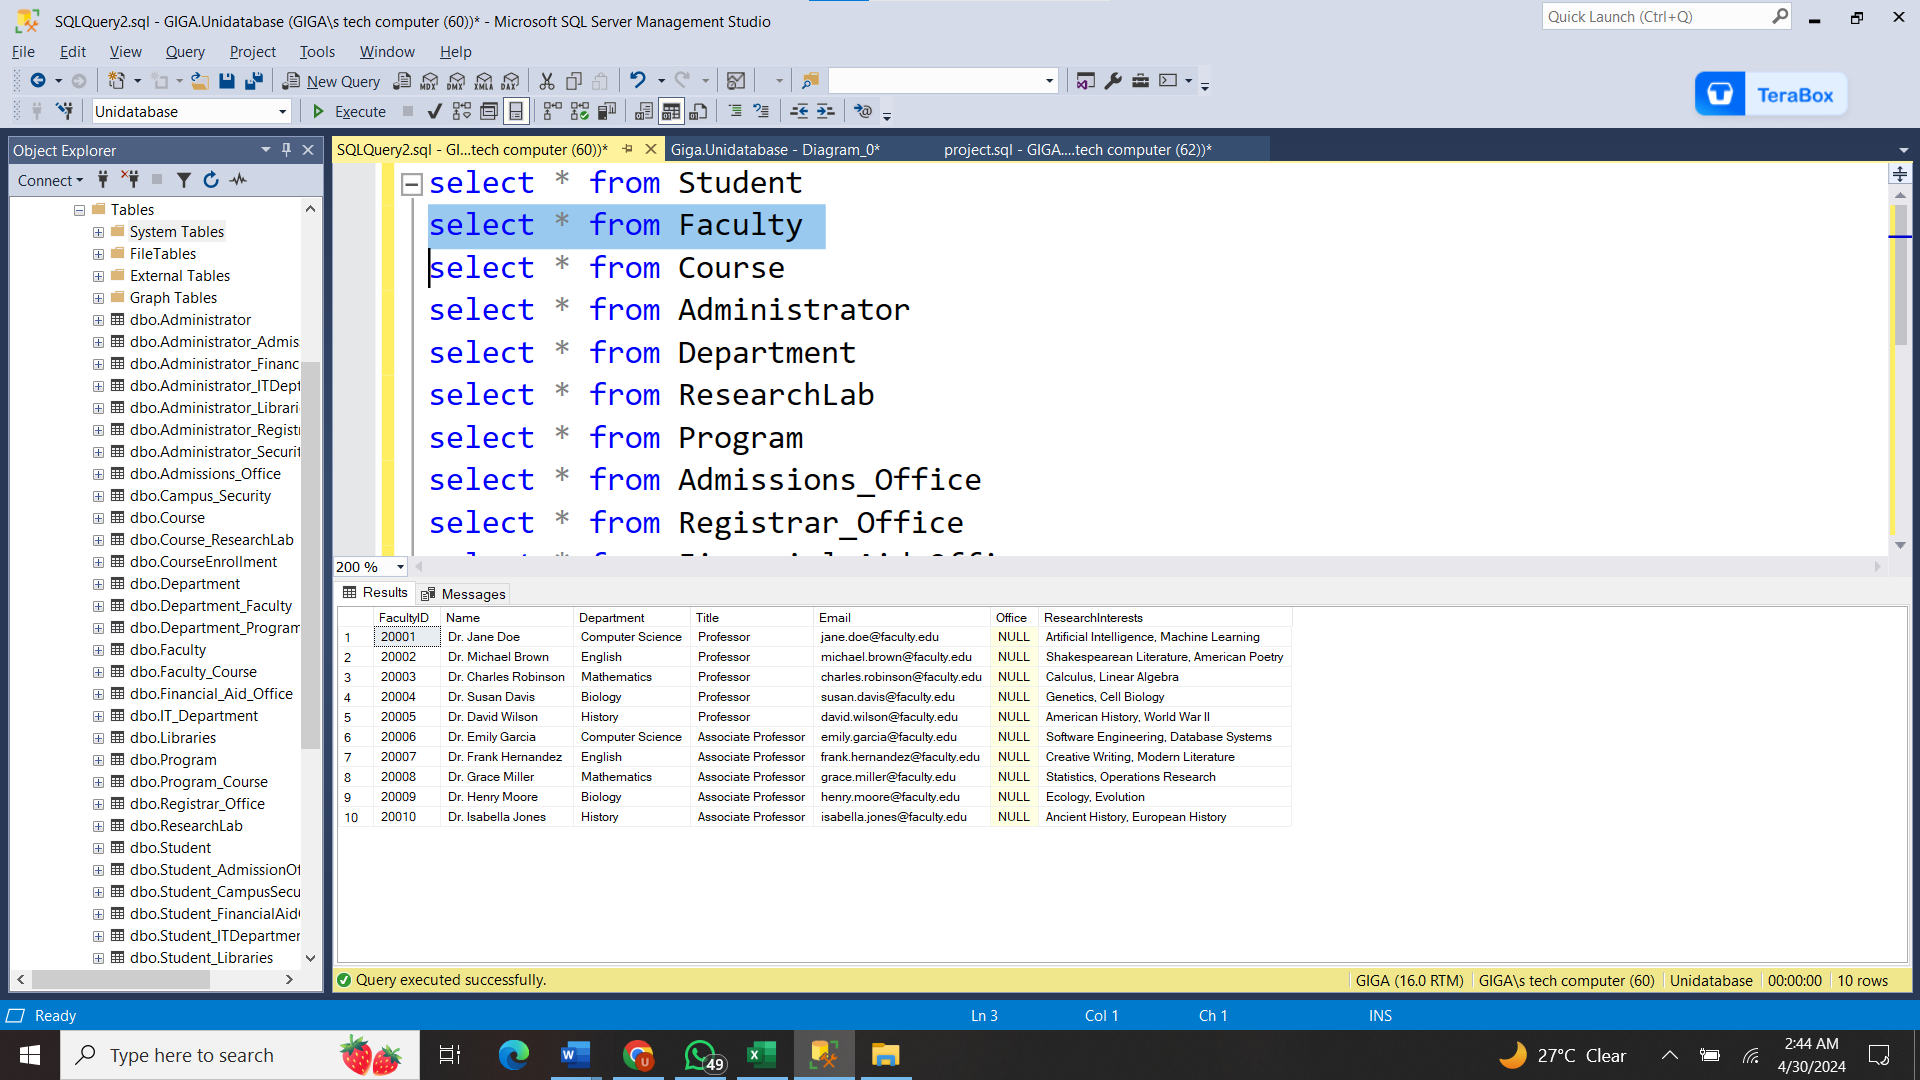 SQLQuery2.sql - GIGA.Unidatabase (GIGA\s tech computer (60))* - Microsoft SQL Server Management Studio
Quick Launch (Ctrl+Q)
File Edit View Query Project Tools Window Help
New Query
MDX DMX XMLA DAX
TeraBox
Unidatabase Execute
Object Explorer
SQLQuery2.sql - GI...tech computer (60))* Giga.Unidatabase - Diagram_0* project.sql - GIGA....tech computer (62))*
Connect
Tables
System Tables
FileTables
External Tables
Graph Tables
dbo.Administrator
dbo.Administrator_Admis
dbo.Administrator_Financ
dbo.Administrator_ITDept
dbo.Administrator_Librari
dbo.Administrator_Registr
dbo.Administrator_Securit
dbo.Admissions_Office
dbo.Campus_Security
dbo.Course
dbo.Course_ResearchLab
dbo.CourseEnrollment
dbo.Department
dbo.Department_Faculty
dbo.Department_Program
dbo.Faculty
dbo.Faculty_Course
dbo.Financial_Aid_Office
dbo.IT_Department
dbo.Libraries
dbo.Program
dbo.Program_Course
dbo.Registrar_Office
dbo.ResearchLab
dbo.Student
dbo.Student_AdmissionOf
dbo.Student_CampusSecu
dbo.Student_FinancialAid
dbo.Student_ITDepartmer
dbo.Student_Libraries
select * from Student
select * from Faculty
select * from Course
select * from Administrator
select * from Department
select * from ResearchLab
select * from Program
select * from Admissions_Office
select * from Registrar_Office
200 %
Results Messages
FacultyID Name Department Title Email Office ResearchInterests
1 20001 Dr. Jane Doe Computer Science Professor jane.doe@faculty.edu NULL Artificial Intelligence, Machine Learning
2 20002 Dr. Michael Brown English Professor michael.brown@faculty.edu NULL Shakespearean Literature, American Poetry
3 20003 Dr. Charles Robinson Mathematics Professor charles.robinson@faculty.edu NULL Calculus, Linear Algebra
4 20004 Dr. Susan Davis Biology Professor susan.davis@faculty.edu NULL Genetics, Cell Biology
5 20005 Dr. David Wilson History Professor david.wilson@faculty.edu NULL American History, World War II
6 20006 Dr. Emily Garcia Computer Science Associate Professor emily.garcia@faculty.edu NULL Software Engineering, Database Systems
7 20007 Dr. Frank Hernandez English Associate Professor frank.hernandez@faculty.edu NULL Creative Writing, Modern Literature
8 20008 Dr. Grace Miller Mathematics Associate Professor grace.miller@faculty.edu NULL Statistics, Operations Research
9 20009 Dr. Henry Moore Biology Associate Professor henry.moore@faculty.edu NULL Ecology, Evolution
10 20010 Dr. Isabella Jones History Associate Professor isabella.jones@faculty.edu NULL Ancient History, European History
Query executed successfully. GIGA (16.0 RTM) GIGA\s tech computer (60) Unidatabase 00:00:00 10 rows
Ready Ln 3 Col 1 Ch 1 INS
Type here to search
49
27°C Clear
2:44 AM
4/30/2024